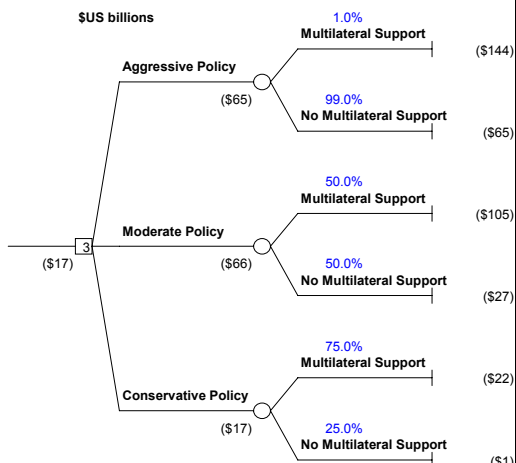 $US billions
1.0%
Multilateral Support
($144)
Aggressive Policy
($65)
99.0%
No Multilateral Support
($65)
50.0%
Multilateral Support
($105)
Moderate Policy
3
($17)
($66)
50.0%
No Multilateral Support
($27)
75.0%
Multilateral Support
($22)
Conservative Policy
($17)
25.0%
No Multilateral Support
($1)